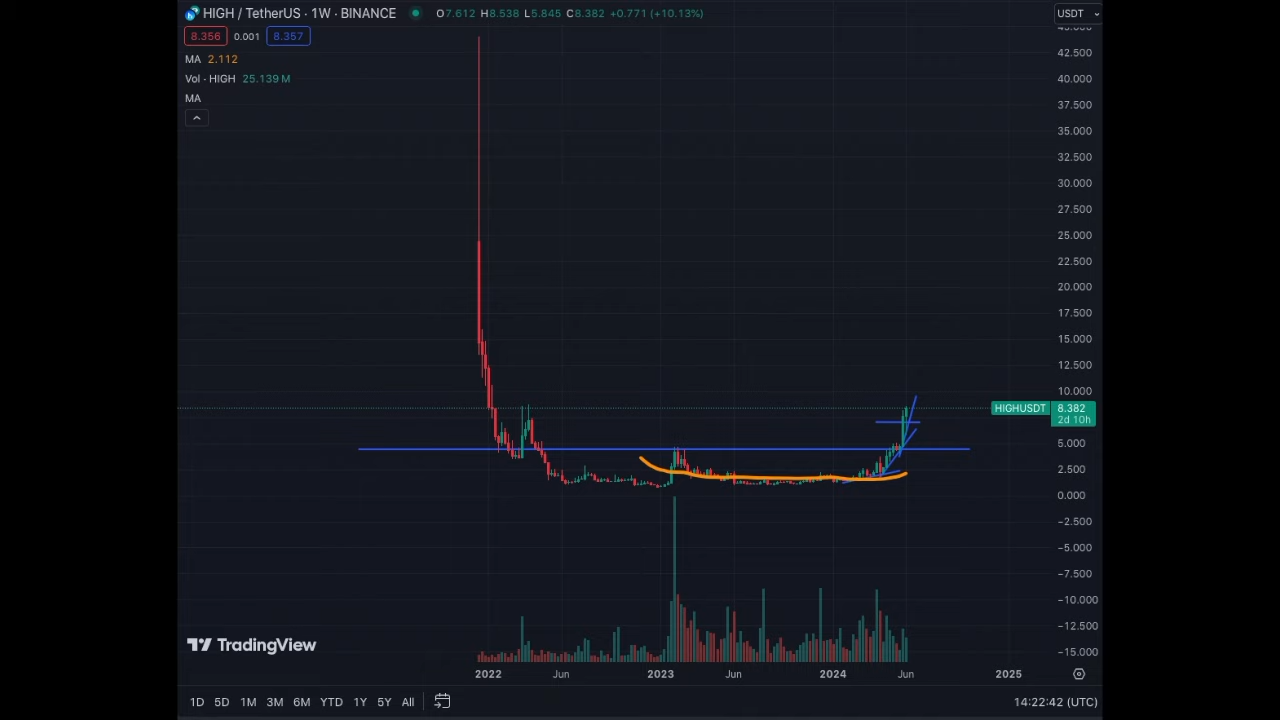 HIGH / TetherUS · 1W · BINANCE O7.612 H8.538 L5.845 C8.382 +0.771 (+10.13%) USDT
8.356 0.001 8.357
MA 2.112
Vol · HIGH 25.139 M
MA
42.500
40.000
37.500
35.000
32.500
30.000
27.500
25.000
22.500
20.000
17.500
15.000
12.500
10.000
HIGHUSDT 8.382
2d 10h
5.000
2.500
0.000
−2.500
−5.000
−7.500
−10.000
−12.500
TradingView
−15.000
2022 Jun 2023 Jun 2024 Jun 2025
1D 5D 1M 3M 6M YTD 1Y 5Y All 14:22:42 (UTC)